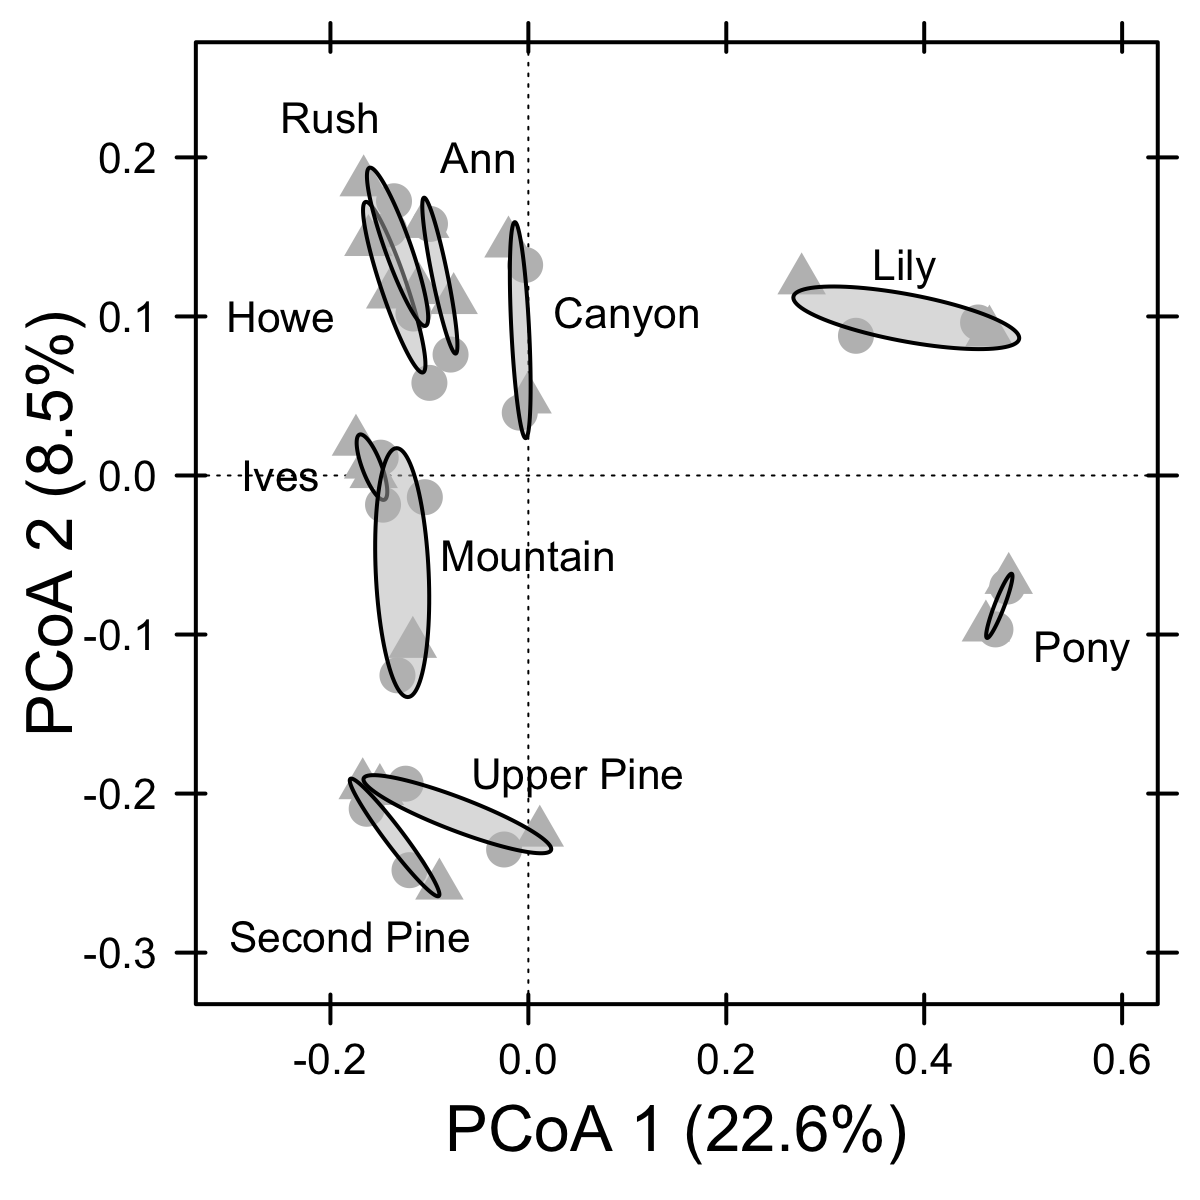 Rush
Ann
0.2
Lily
Howe
Canyon
0.1
Ives
0.0
Mountain
PCoA 2 (8.5%)
-0.1
Pony
Upper Pine
-0.2
Second Pine
-0.3
-0.2 0.0 0.2 0.4 0.6
PCoA 1 (22.6%)